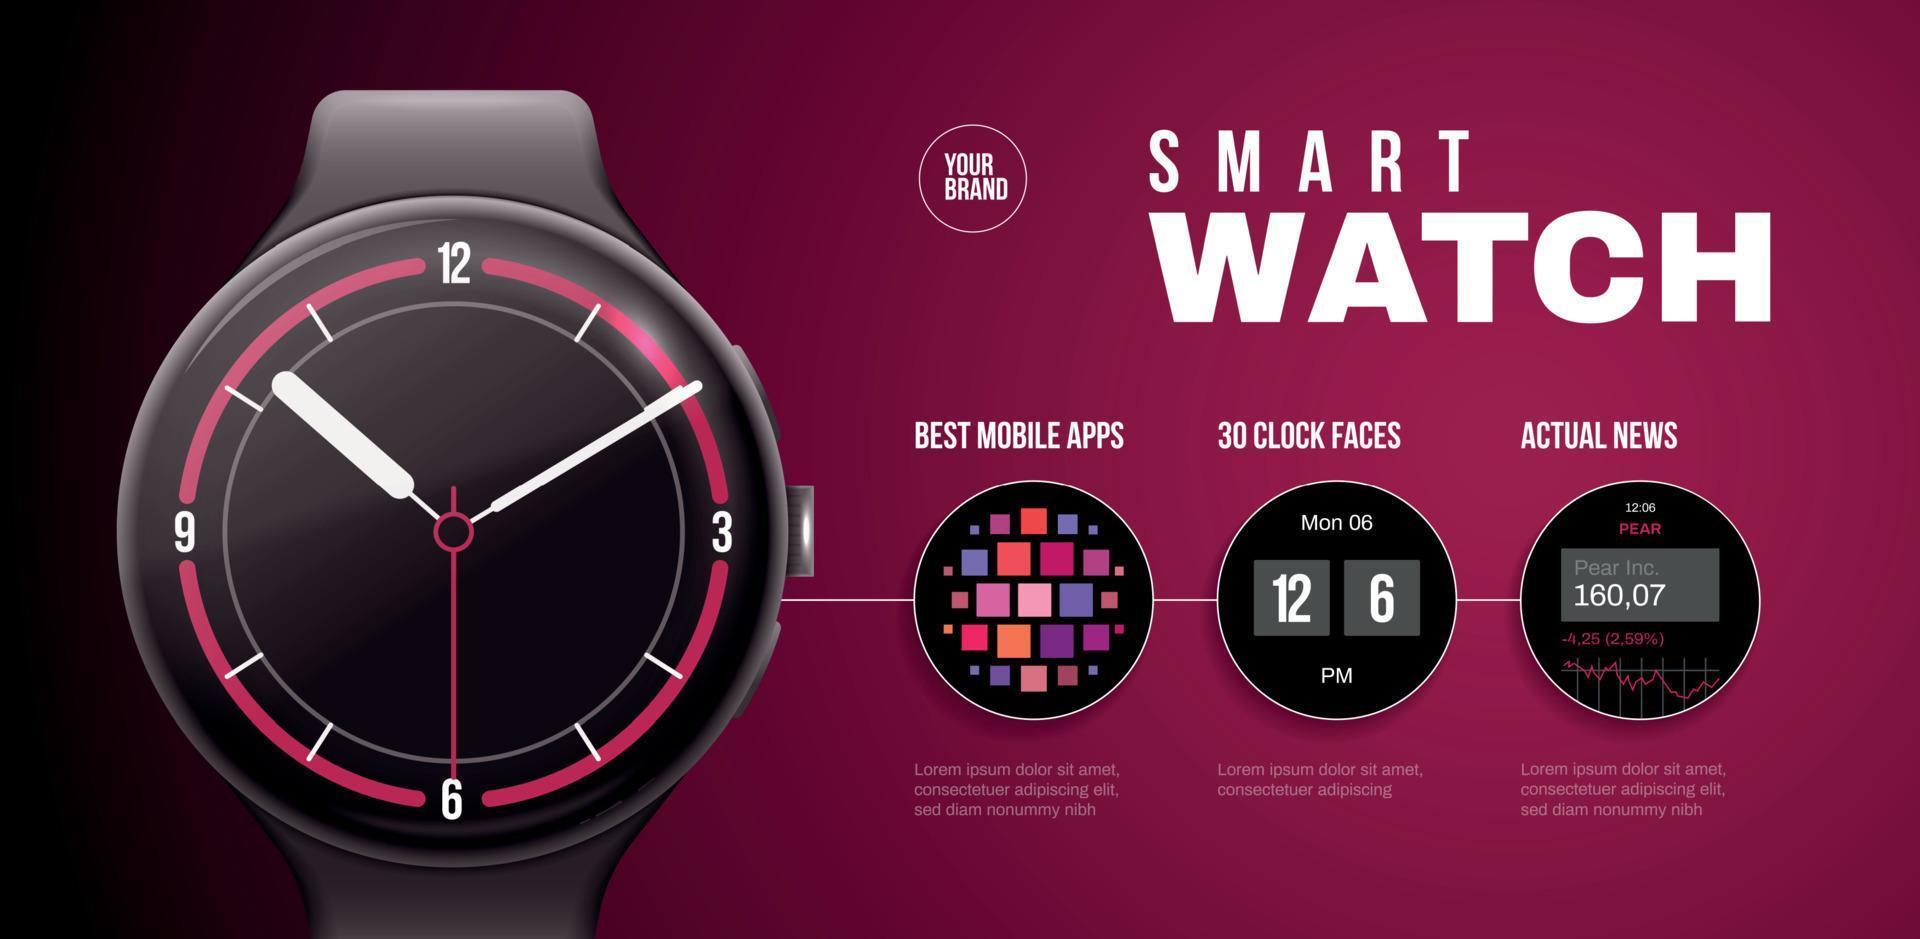 YOUR
BRAND
SMART
WATCH
12
9
3
6
BEST MOBILE APPS
30 CLOCK FACES
ACTUAL NEWS
Mon 06
12 6
PM
12:06
PEAR
Pear Inc.
160,07
-4,25 (2,59%)
Lorem ipsum dolor sit amet,
consectetuer adipiscing elit,
sed diam nonummy nibh
Lorem ipsum dolor sit amet,
consectetuer adipiscing
Lorem ipsum dolor sit amet,
consectetuer adipiscing elit,
sed diam nonummy nibh